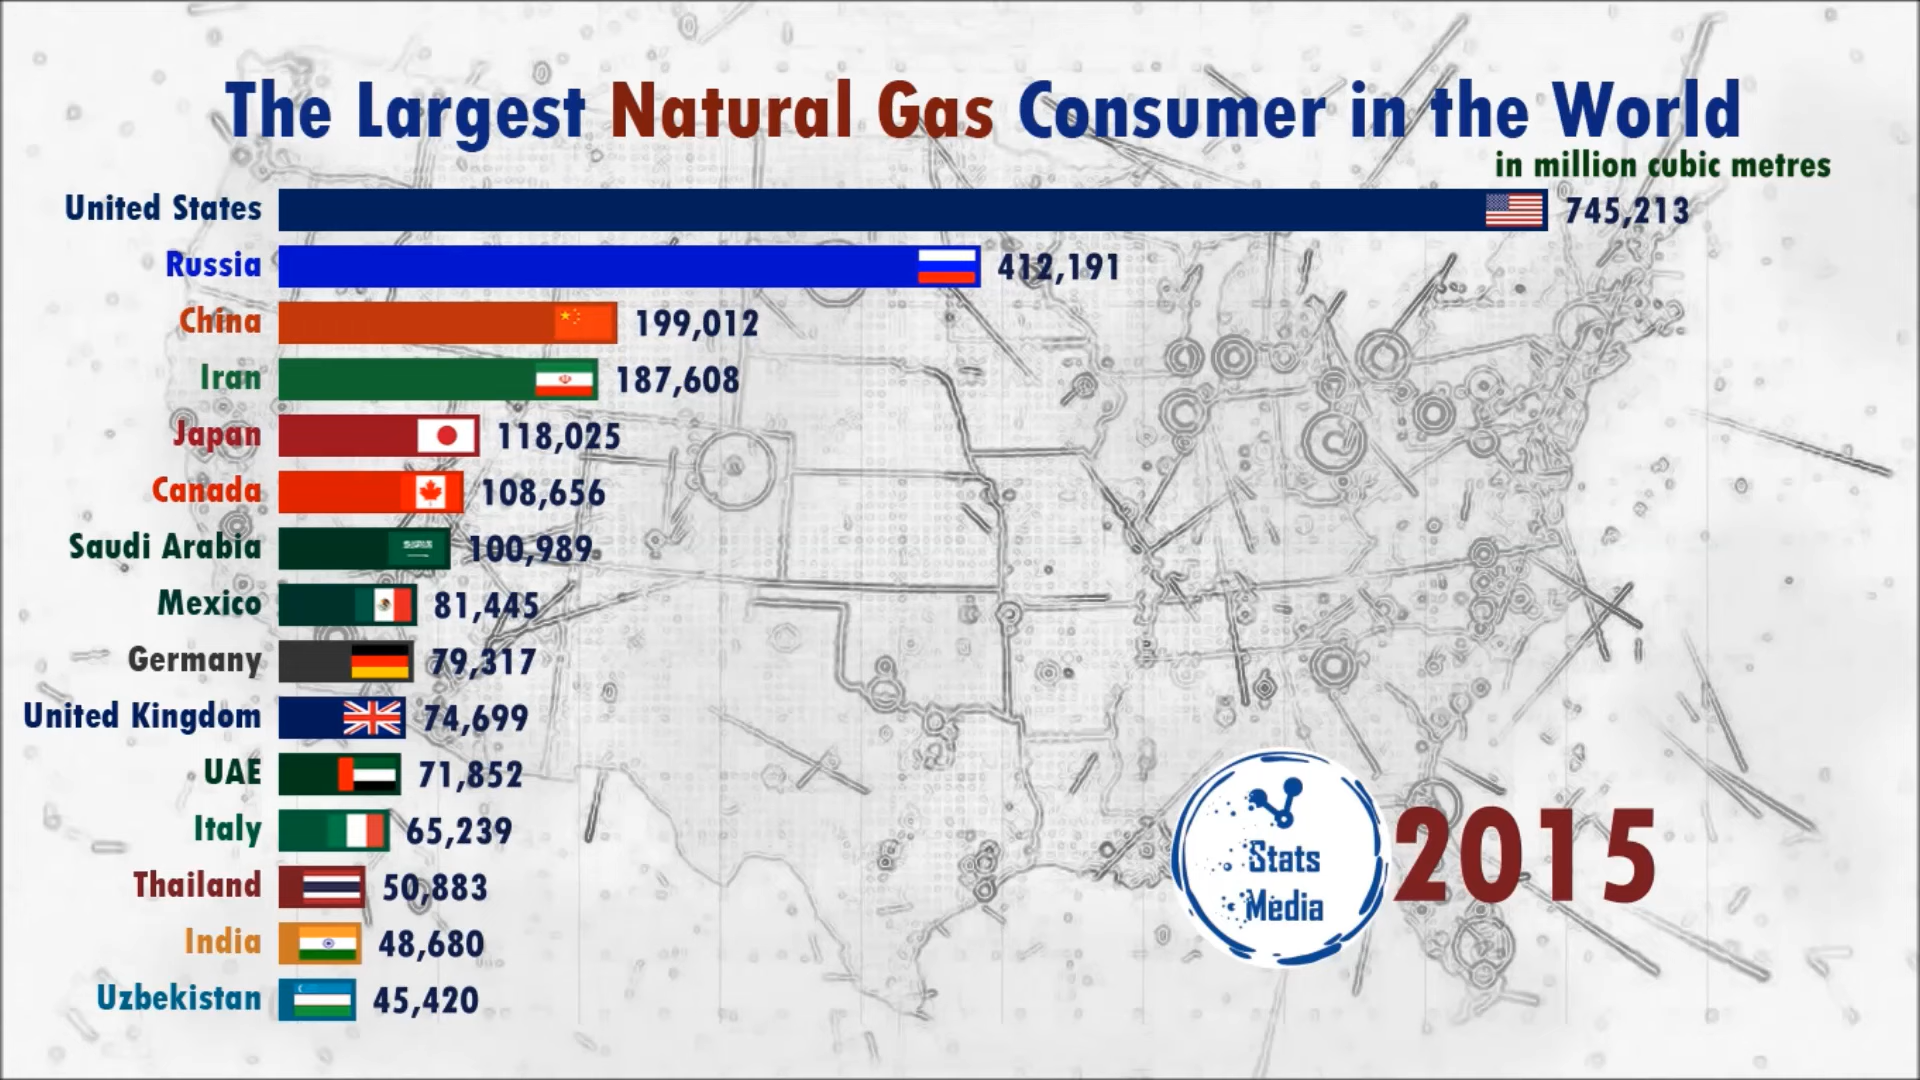 The Largest Natural Gas Consumer in the World
in million cubic metres
United States 745,213
Russia 412,191
China 199,012
Iran 187,608
Japan 118,025
Canada 108,656
Saudi Arabia 100,989
Mexico 81,445
Germany 79,317
United Kingdom 74,699
UAE 71,852
Italy 65,239
Thailand 50,883
India 48,680
Uzbekistan 45,420
Stats
Media
2015